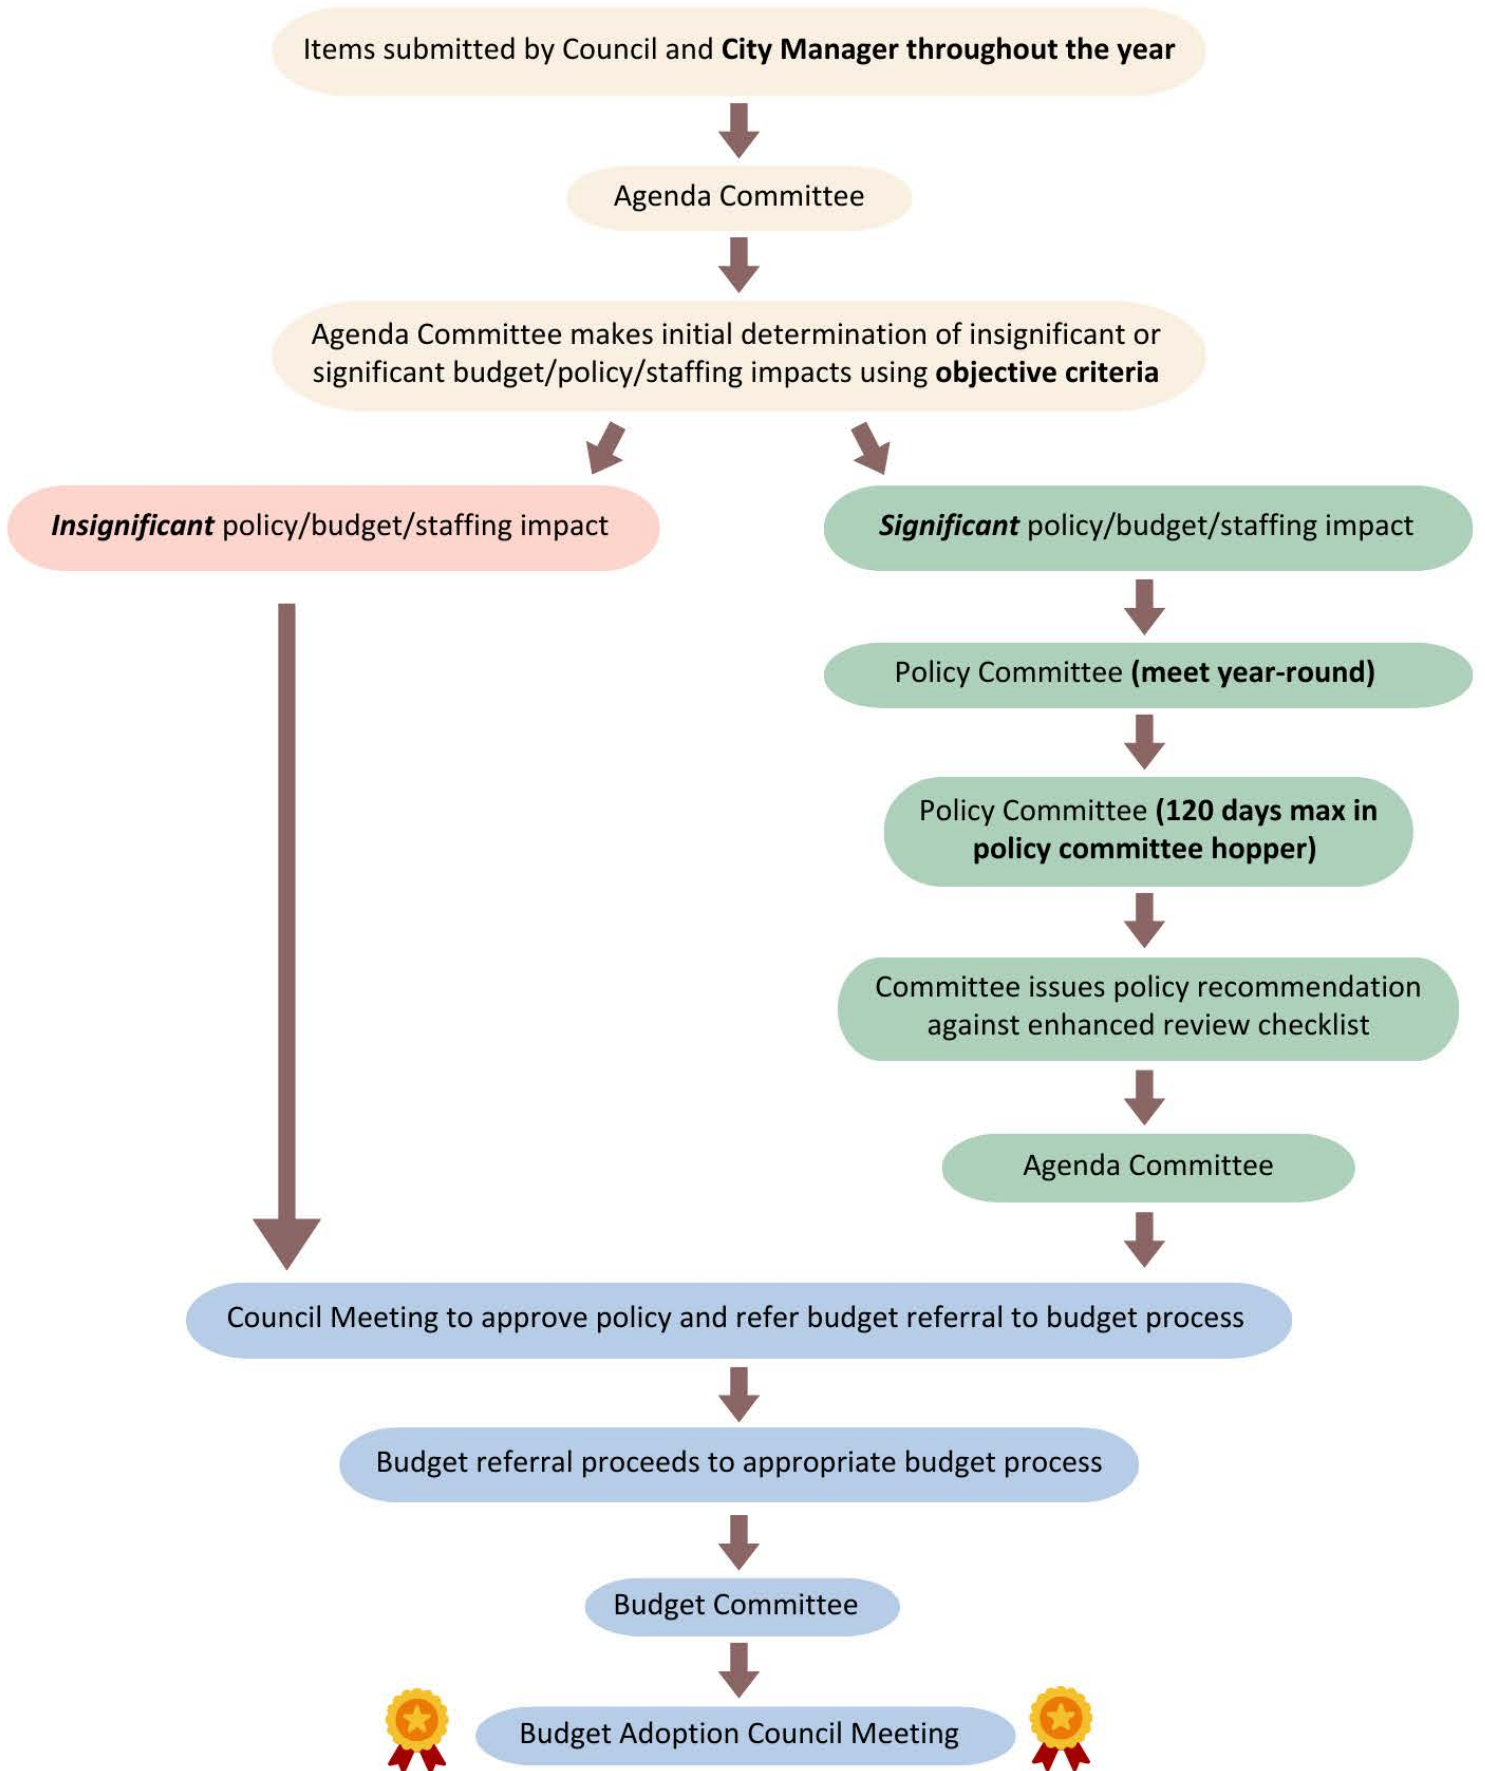 Items submitted by Council and City Manager throughout the year
Agenda Committee
Agenda Committee makes initial determination of insignificant or
significant budget/policy/staffing impacts using objective criteria
Insignificant policy/budget/staffing impact
Significant policy/budget/staffing impact
Policy Committee (meet year-round)
Policy Committee (120 days max in
policy committee hopper)
Committee issues policy recommendation
against enhanced review checklist
Agenda Committee
Council Meeting to approve policy and refer budget referral to budget process
Budget referral proceeds to appropriate budget process
Budget Committee
Budget Adoption Council Meeting